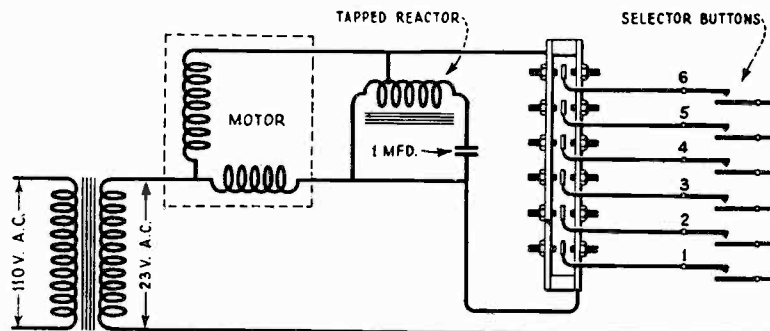 TAPPED REACTOR
SELECTOR BUTTONS
MOTOR
1 MFD.
110 V. A.C.
23 V. A.C.
6
5
4
3
2
1